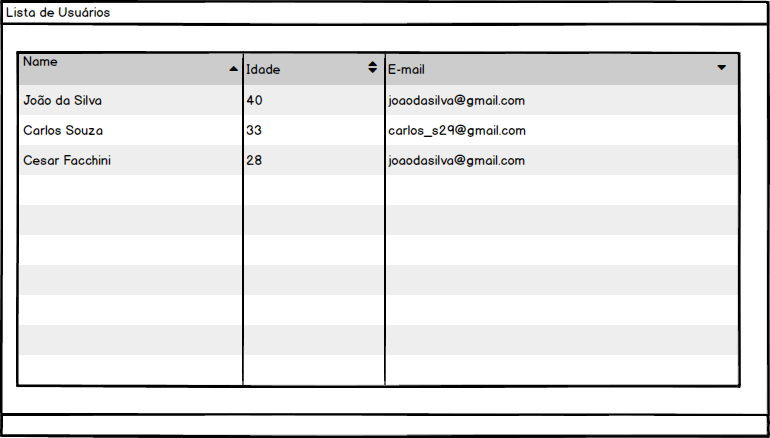 Lista de Usuários
Name Idade E-mail
João da Silva 40 joaodasilva@gmail.com
Carlos Souza 33 carlos_s29@gmail.com
Cesar Facchini 28 joaodasilva@gmail.com